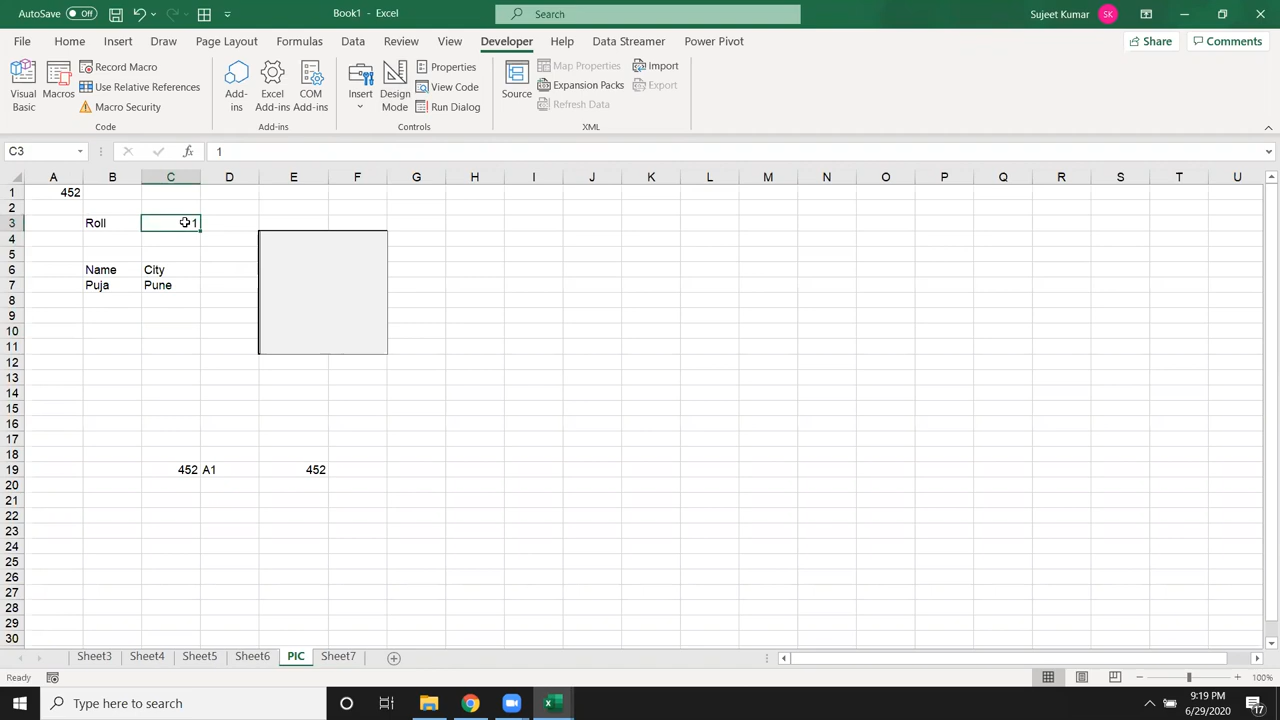 AutoSave Off Book1 - Excel Search Sujeet Kumar SK
File Home Insert Draw Page Layout Formulas Data Review View Developer Help Data Streamer Power Pivot Share Comments
Visual Basic Macros Record Macro Use Relative References Macro Security Code
Add-ins Excel Add-ins COM Add-ins Add-ins
Insert Design Mode Properties View Code Run Dialog Controls
Source Map Properties Expansion Packs Refresh Data Import Export XML
C3 fx 1
A B C D E F G H I J K L M N O P Q R S T U
1 452
2
3 Roll 1
4
5
6 Name City
7 Puja Pune
8
9
10
11
12
13
14
15
16
17
18
19 452 A1 452
20
21
22
23
24
25
26
27
28
29
30
Sheet3 Sheet4 Sheet5 Sheet6 PIC Sheet7
Ready 100%
Type here to search 9:19 PM
6/29/2020